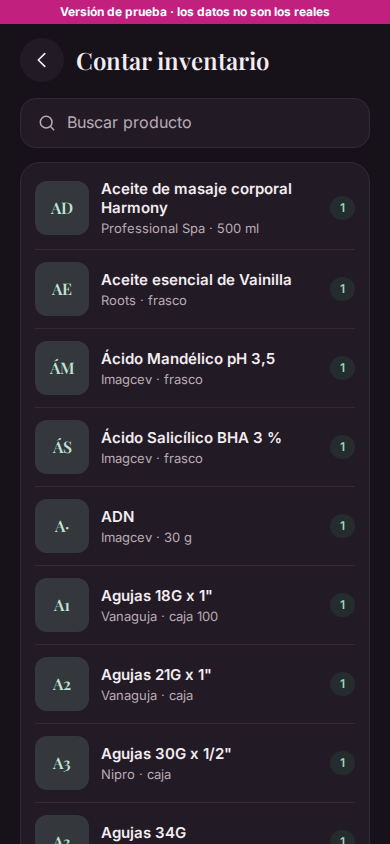 Versión de prueba · los datos no son los reales
Contar inventario
Buscar producto
AD
Aceite de masaje corporal
Harmony
Professional Spa · 500 ml
1
AE
Aceite esencial de Vainilla
Roots · frasco
1
ÁM
Ácido Mandélico pH 3,5
Imagcev · frasco
1
ÁS
Ácido Salicílico BHA 3 %
Imagcev · frasco
1
A·
ADN
Imagcev · 30 g
1
A1
Agujas 18G x 1"
Vanaguja · caja 100
1
A2
Agujas 21G x 1"
Vanaguja · caja
1
A3
Agujas 30G x 1/2"
Nipro · caja
1
A3
Agujas 34G
1